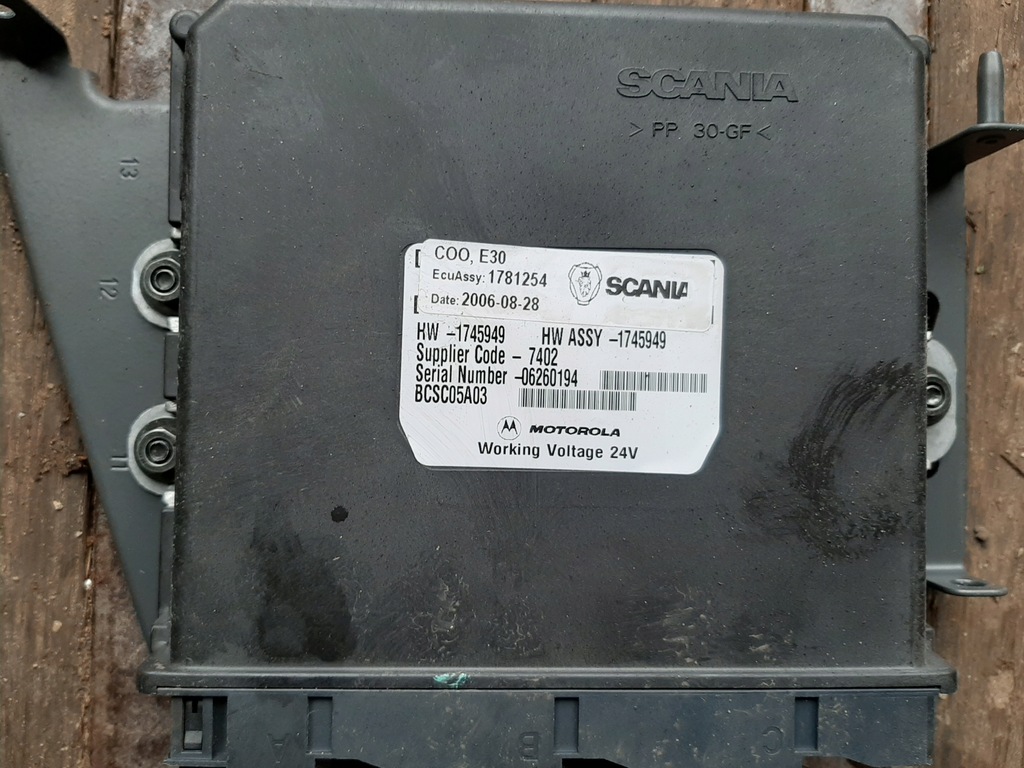 SCANIA
> PP 30-GF <
13
12
11
COO, E30
EcuAssy: 1781254
SCANIA
Date: 2006-08-28
HW -1745949 HW ASSY -1745949
Supplier Code - 7402
Serial Number -06260194
BCSC05A03
MOTOROLA
Working Voltage 24V
A B C